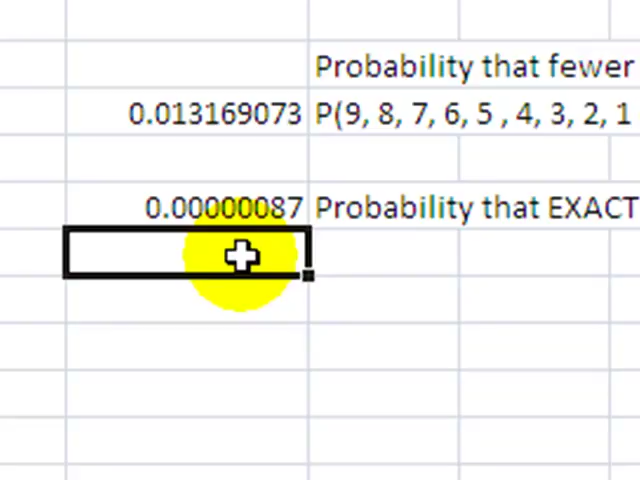 Probability that fewer
0.013169073 P(9, 8, 7, 6, 5 , 4, 3, 2, 1
0.00000087 Probability that EXACT